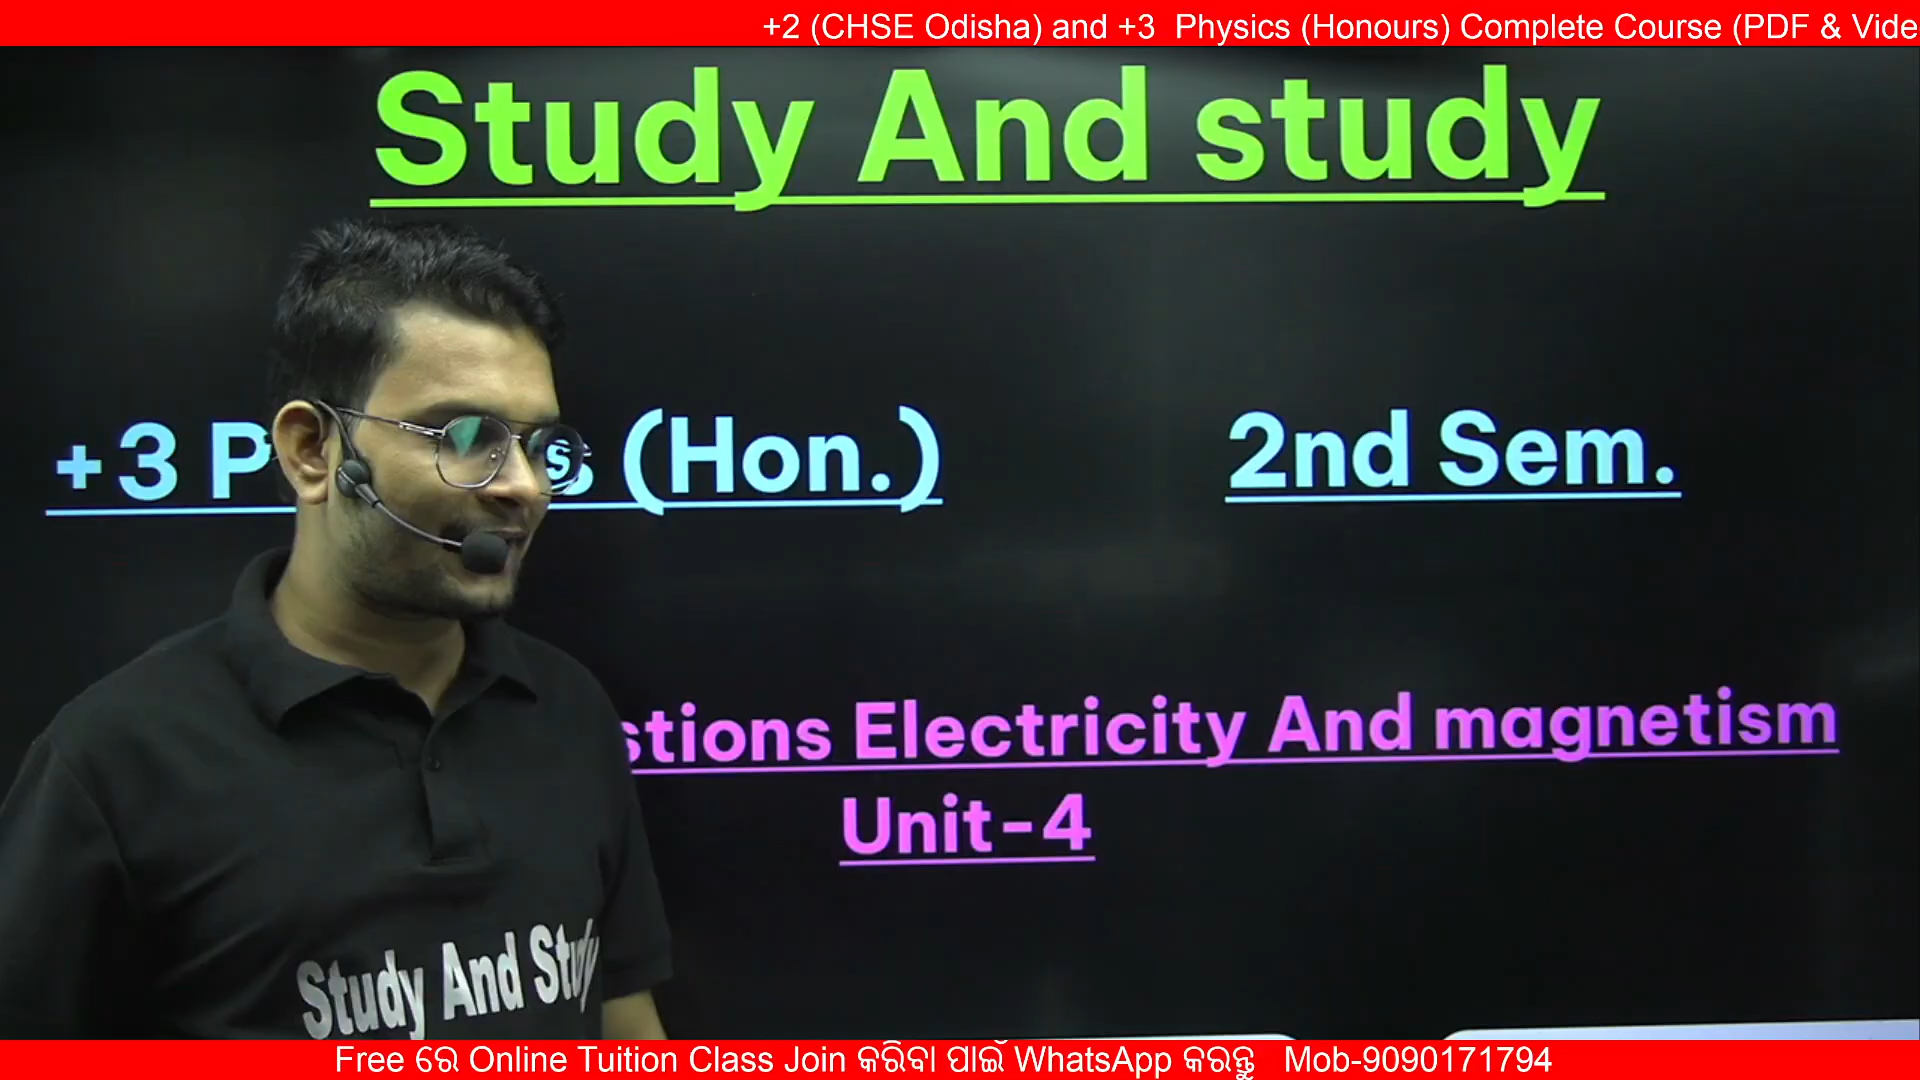 +2 (CHSE Odisha) and +3 Physics (Honours) Complete Course (PDF & Vide
Study And study
+3 P s (Hon.) 2nd Sem.
stions Electricity And magnetism
Unit-4
Study And Study
Free ରେ Online Tuition Class Join କରିବା ପାଇଁ WhatsApp କରନ୍ତୁ Mob-9090171794